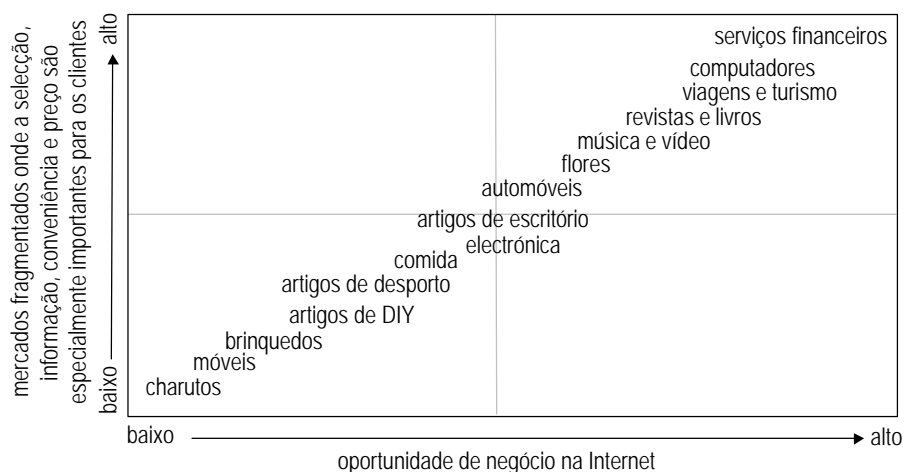 mercados fragmentados onde a selecção,
informação, conveniência e preço são
especialmente importantes para os clientes
alto
baixo
serviços financeiros
computadores
viagens e turismo
revistas e livros
música e vídeo
flores
automóveis
artigos de escritório
electrónica
comida
artigos de desporto
artigos de DIY
brinquedos
móveis
charutos
baixo
alto
oportunidade de negócio na Internet